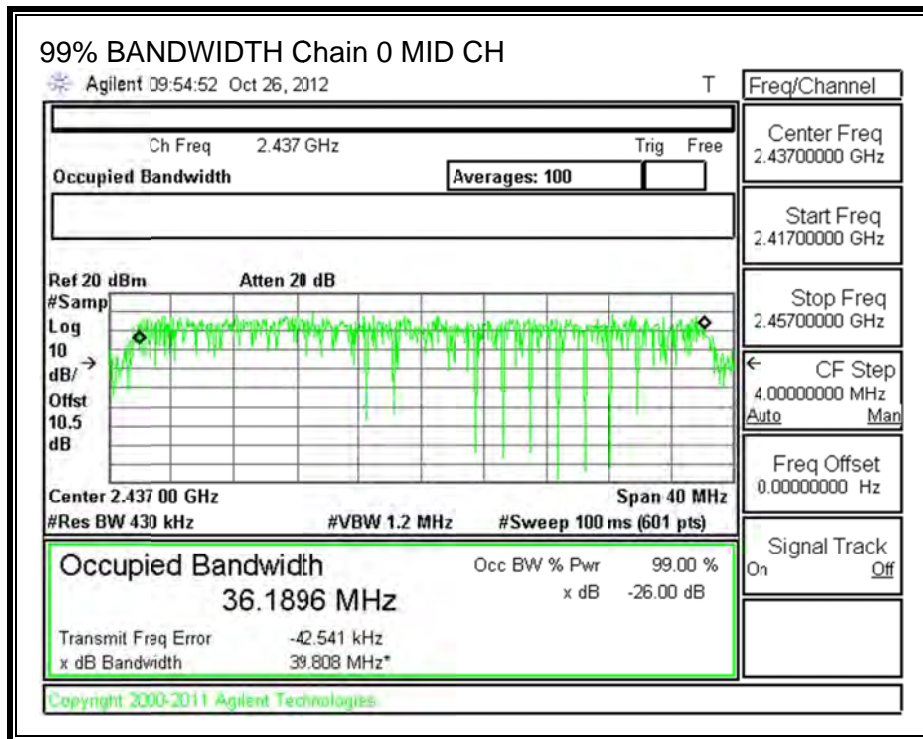 99% BANDWIDTH Chain 0 MID CH
Agilent 09:54:52 Oct 26, 2012 T
Freq/Channel
Ch Freq 2.437 GHz Trig Free
Occupied Bandwidth Averages: 100
Center Freq
2.43700000 GHz
Start Freq
2.41700000 GHz
Stop Freq
2.45700000 GHz
CF Step
4.00000000 MHz
Auto Man
Freq Offset
0.00000000 Hz
Signal Track
On Off
Ref 20 dBm Atten 20 dB
#Samp
Log
10
dB/
Offst
10.5
dB
Center 2.437 00 GHz Span 40 MHz
#Res BW 430 kHz #VBW 1.2 MHz #Sweep 100 ms (601 pts)
Occupied Bandwidth Occ BW % Pwr 99.00 %
36.1896 MHz x dB -26.00 dB
Transmit Freq Error -42.541 kHz
x dB Bandwidth 39.808 MHz*
Copyright 2000-2011 Agilent Technologies